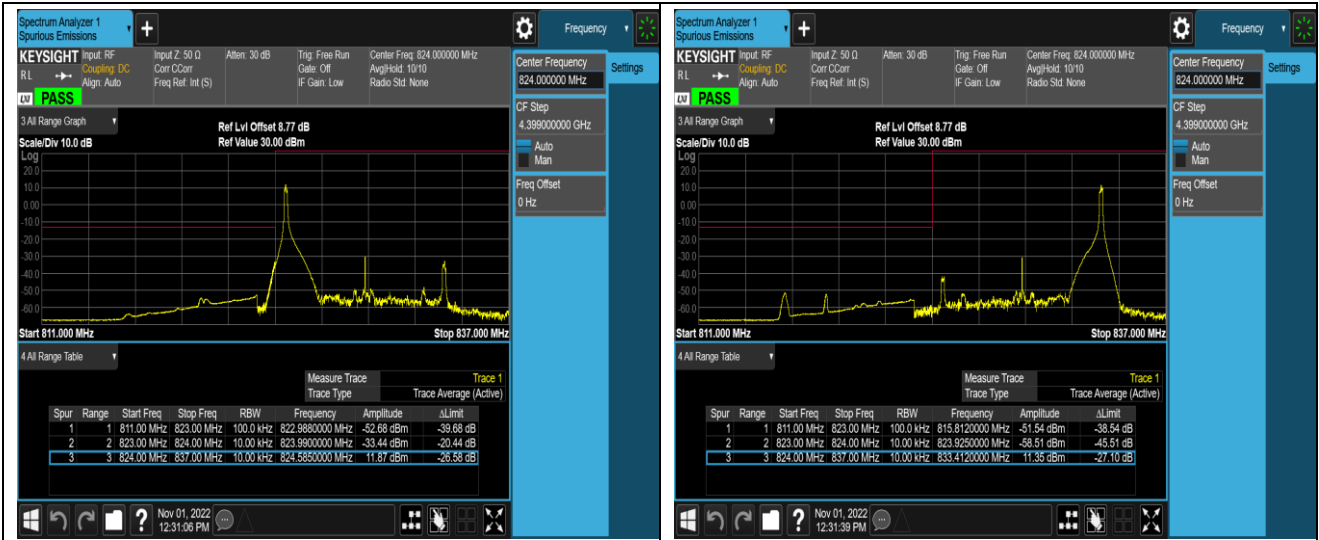 Spectrum Analyzer 1
Spurious Emissions
Frequency
KEYSIGHT
Input: RF
Coupling: DC
Align: Auto
Input Z: 50 Ω
Corr CCorr
Freq Ref: Int (S)
Atten: 30 dB
Trig: Free Run
Gate: Off
IF Gain: Low
Center Freq: 824.000000 MHz
Avg|Hold: 10/10
Radio Std: None
R L
LXI
PASS
Center Frequency
824.000000 MHz
Settings
CF Step
4.399000000 GHz
Auto
Man
Freq Offset
0 Hz
3 All Range Graph
Ref Lvl Offset 8.77 dB
Scale/Div 10.0 dB
Ref Value 30.00 dBm
Log
20.0
10.0
0.00
-10.0
-20.0
-30.0
-40.0
-50.0
-60.0
Start 811.000 MHz
Stop 837.000 MHz
4 All Range Table
Measure Trace Trace 1
Trace Type Trace Average (Active)
Spur Range Start Freq Stop Freq RBW Frequency Amplitude ΔLimit
1 1 811.00 MHz 823.00 MHz 100.0 kHz 822.9880000 MHz -52.68 dBm -39.68 dB
2 2 823.00 MHz 824.00 MHz 10.00 kHz 823.9900000 MHz -33.44 dBm -20.44 dB
3 3 824.00 MHz 837.00 MHz 10.00 kHz 824.5850000 MHz 11.87 dBm -26.58 dB
?
Nov 01, 2022
12:31:06 PM
Spectrum Analyzer 1
Spurious Emissions
Frequency
KEYSIGHT
Input: RF
Coupling: DC
Align: Auto
Input Z: 50 Ω
Corr CCorr
Freq Ref: Int (S)
Atten: 30 dB
Trig: Free Run
Gate: Off
IF Gain: Low
Center Freq: 824.000000 MHz
Avg|Hold: 10/10
Radio Std: None
R L
LXI
PASS
Center Frequency
824.000000 MHz
Settings
CF Step
4.399000000 GHz
Auto
Man
Freq Offset
0 Hz
3 All Range Graph
Ref Lvl Offset 8.77 dB
Scale/Div 10.0 dB
Ref Value 30.00 dBm
Log
20.0
10.0
0.00
-10.0
-20.0
-30.0
-40.0
-50.0
-60.0
Start 811.000 MHz
Stop 837.000 MHz
4 All Range Table
Measure Trace Trace 1
Trace Type Trace Average (Active)
Spur Range Start Freq Stop Freq RBW Frequency Amplitude ΔLimit
1 1 811.00 MHz 823.00 MHz 100.0 kHz 815.8120000 MHz -51.54 dBm -38.54 dB
2 2 823.00 MHz 824.00 MHz 10.00 kHz 823.9250000 MHz -58.51 dBm -45.51 dB
3 3 824.00 MHz 837.00 MHz 10.00 kHz 833.4120000 MHz 11.35 dBm -27.10 dB
?
Nov 01, 2022
12:31:39 PM